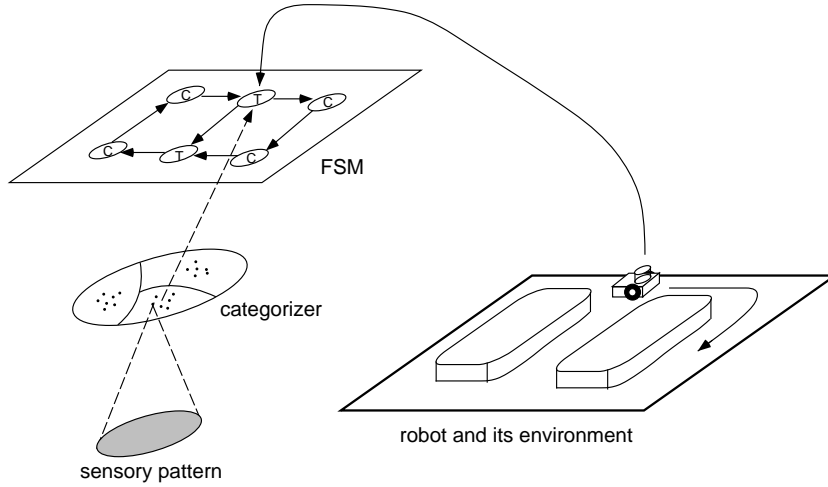 C
T
C
C
T
C
FSM
categorizer
robot and its environment
sensory pattern